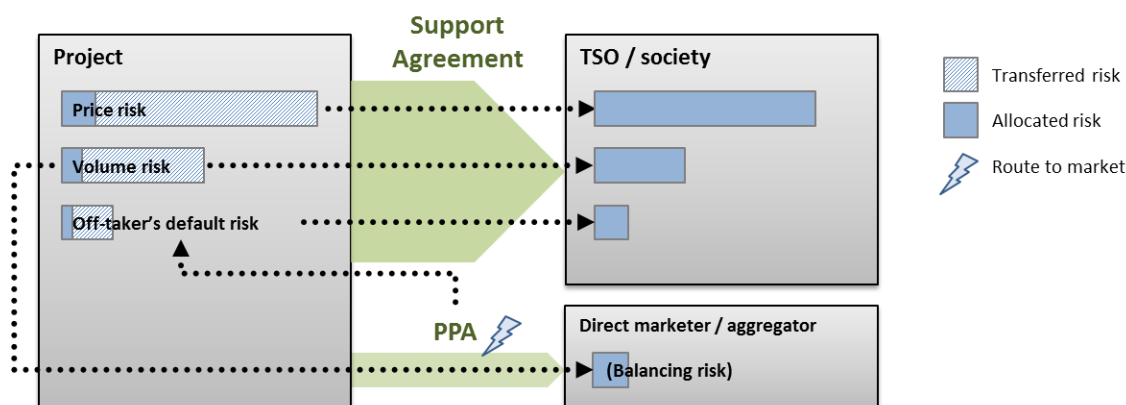 Support
Agreement
Project
Price risk
Volume risk
Off-taker's default risk
TSO / society
PPA
Direct marketer / aggregator
(Balancing risk)
Transferred risk
Allocated risk
Route to market